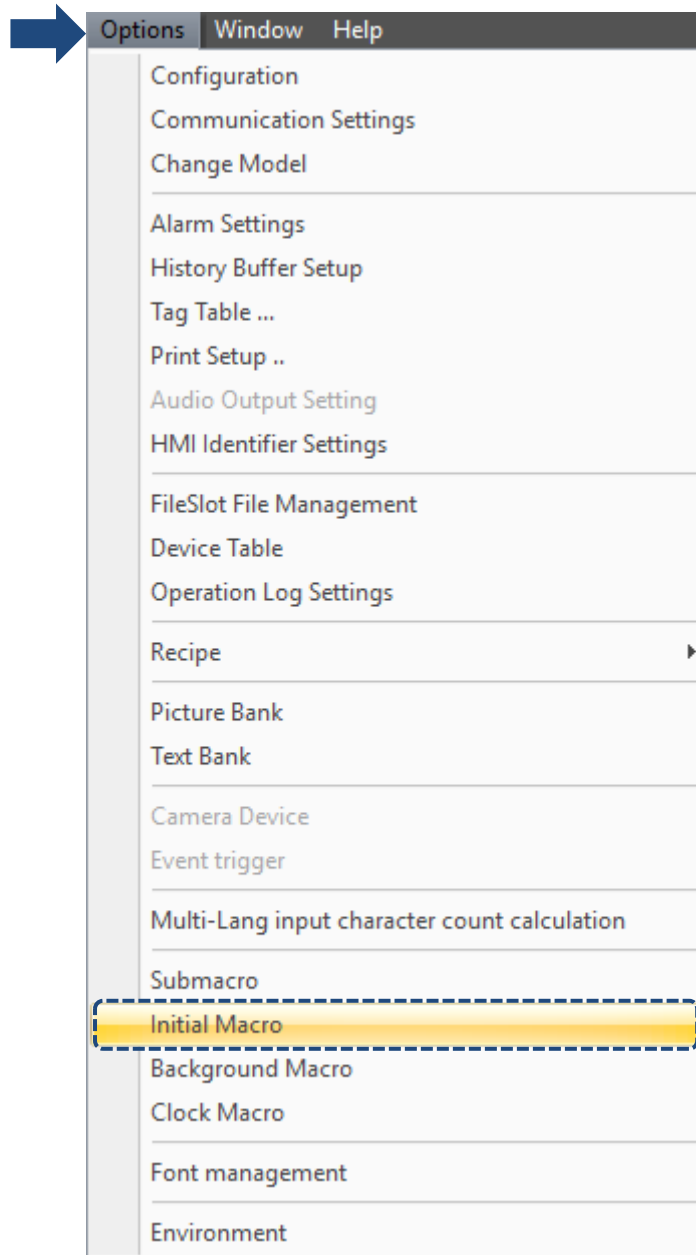 Options Window Help
Configuration
Communication Settings
Change Model
Alarm Settings
History Buffer Setup
Tag Table ...
Print Setup ..
Audio Output Setting
HMI Identifier Settings
FileSlot File Management
Device Table
Operation Log Settings
Recipe
Picture Bank
Text Bank
Camera Device
Event trigger
Multi-Lang input character count calculation
Submacro
Initial Macro
Background Macro
Clock Macro
Font management
Environment